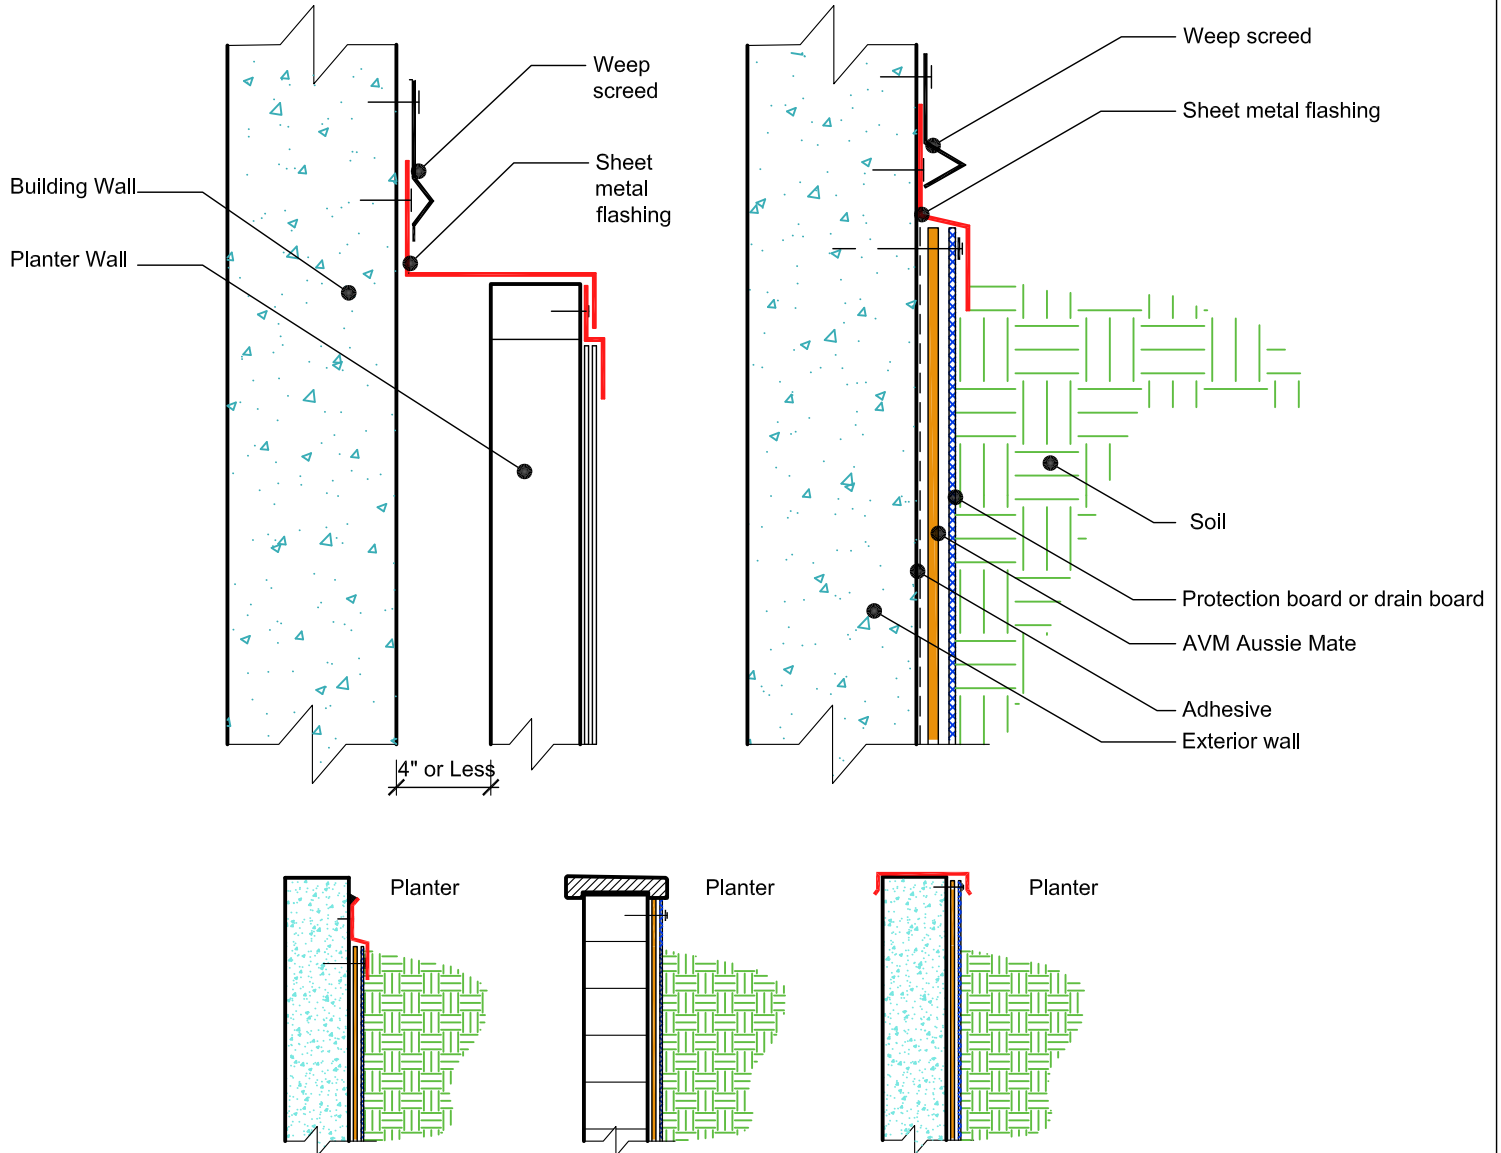 Weep
screed
Sheet
metal
flashing
Building Wall
Planter Wall
4" or Less
Weep screed
Sheet metal flashing
Soil
Protection board or drain board
AVM Aussie Mate
Adhesive
Exterior wall
Planter
Planter
Planter